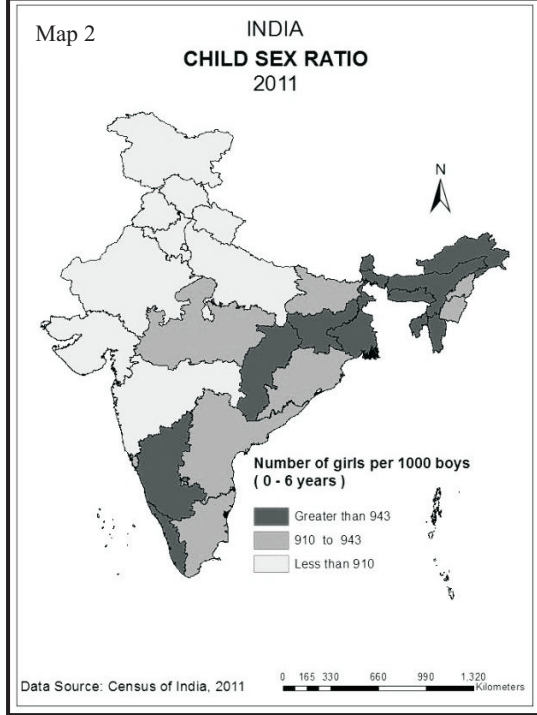 Map 2
INDIA
CHILD SEX RATIO
2011
N
Number of girls per 1000 boys
( 0 - 6 years )
Greater than 943
910 to 943
Less than 910
Data Source: Census of India, 2011
0 165 330 660 990 1,320
Kilometers